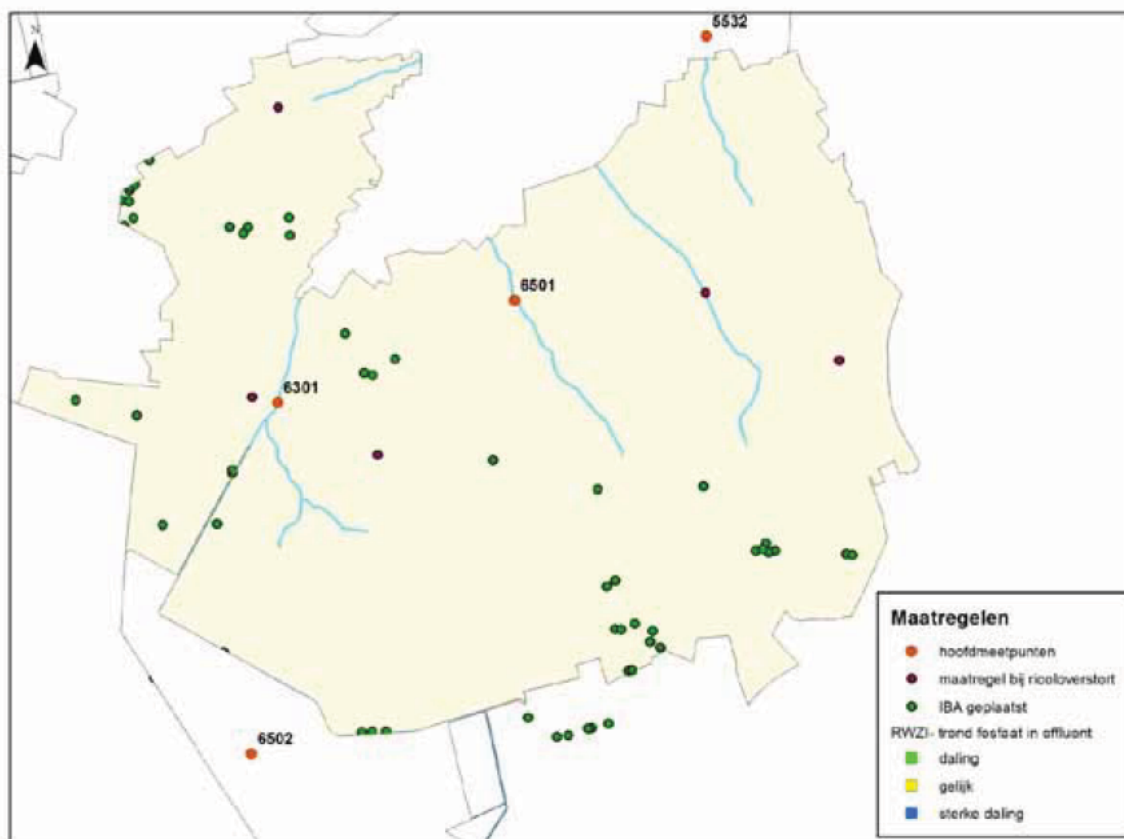 N
5532
6501
6301
6502
Maatregelen
hoofdmeetpunten
maatregel bij riooloverstort
IBA geplaatst
RWZI- trend fosfaat in effluent
daling
gelijk
sterke daling